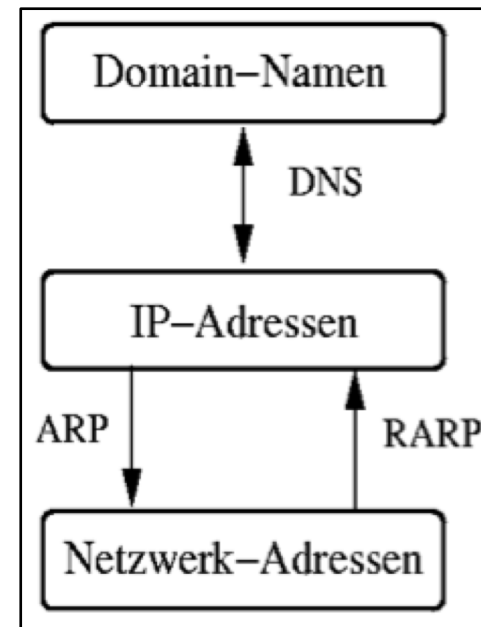 Domain–Namen
DNS
IP–Adressen
ARP
RARP
Netzwerk–Adressen